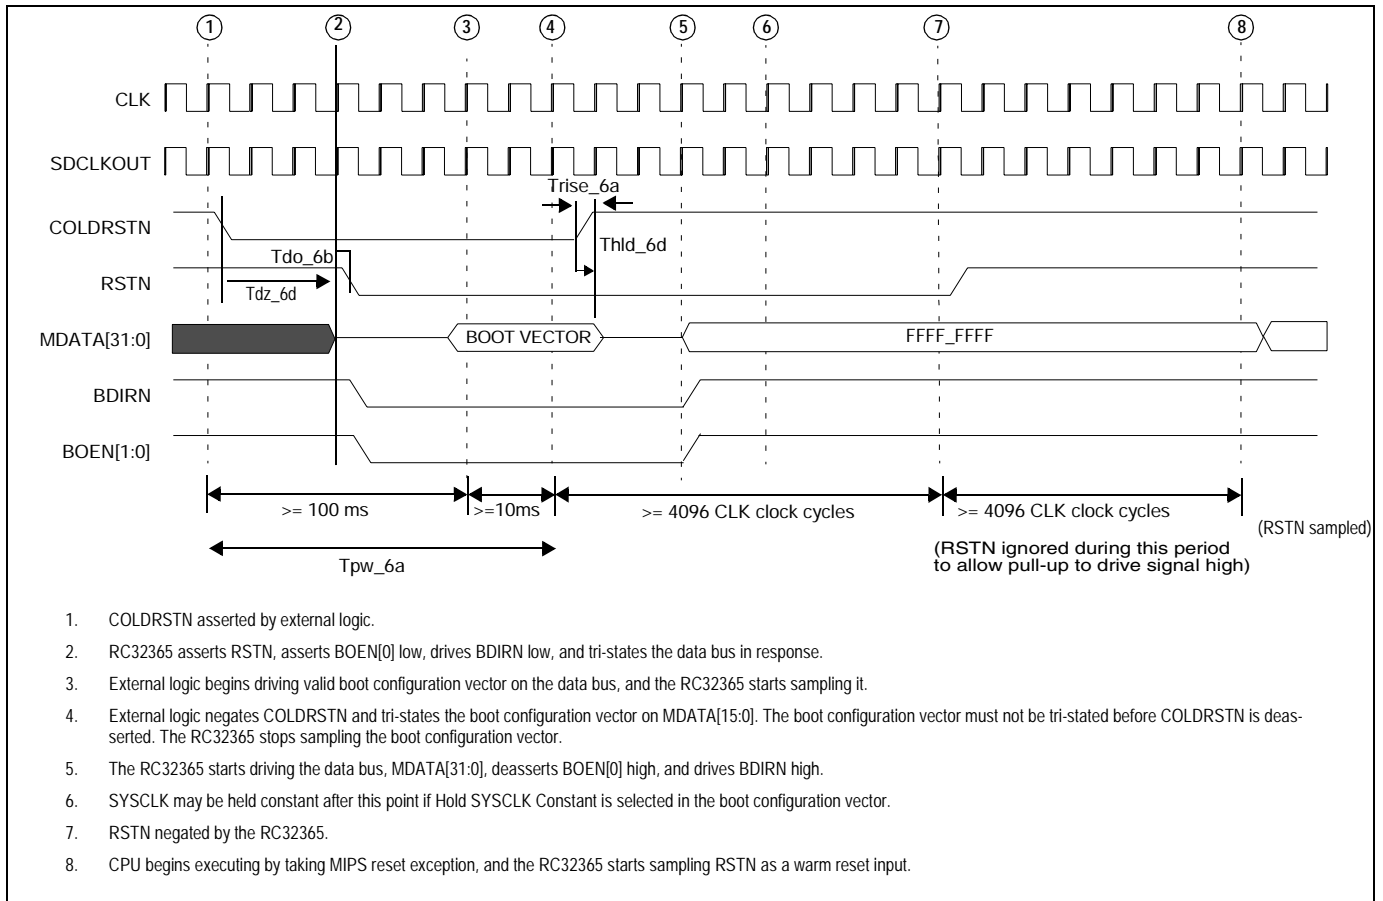 1 2 3 4 5 6 7 8
CLK
SDCLKOUT
Trise_6a
COLDRSTN
Thld_6d
Tdo_6b
RSTN
Tdz_6d
MDATA[31:0]
BOOT VECTOR
FFFF_FFFF
BDIRN
BOEN[1:0]
>= 100 ms
>=10ms
>= 4096 CLK clock cycles
>= 4096 CLK clock cycles
(RSTN sampled)
Tpw_6a
(RSTN ignored during this period
to allow pull-up to drive signal high)
1. COLDRSTN asserted by external logic.
2. RC32365 asserts RSTN, asserts BOEN[0] low, drives BDIRN low, and tri-states the data bus in response.
3. External logic begins driving valid boot configuration vector on the data bus, and the RC32365 starts sampling it.
4. External logic negates COLDRSTN and tri-states the boot configuration vector on MDATA[15:0]. The boot configuration vector must not be tri-stated before COLDRSTN is deas-
serted. The RC32365 stops sampling the boot configuration vector.
5. The RC32365 starts driving the data bus, MDATA[31:0], deasserts BOEN[0] high, and drives BDIRN high.
6. SYSCLK may be held constant after this point if Hold SYSCLK Constant is selected in the boot configuration vector.
7. RSTN negated by the RC32365.
8. CPU begins executing by taking MIPS reset exception, and the RC32365 starts sampling RSTN as a warm reset input.